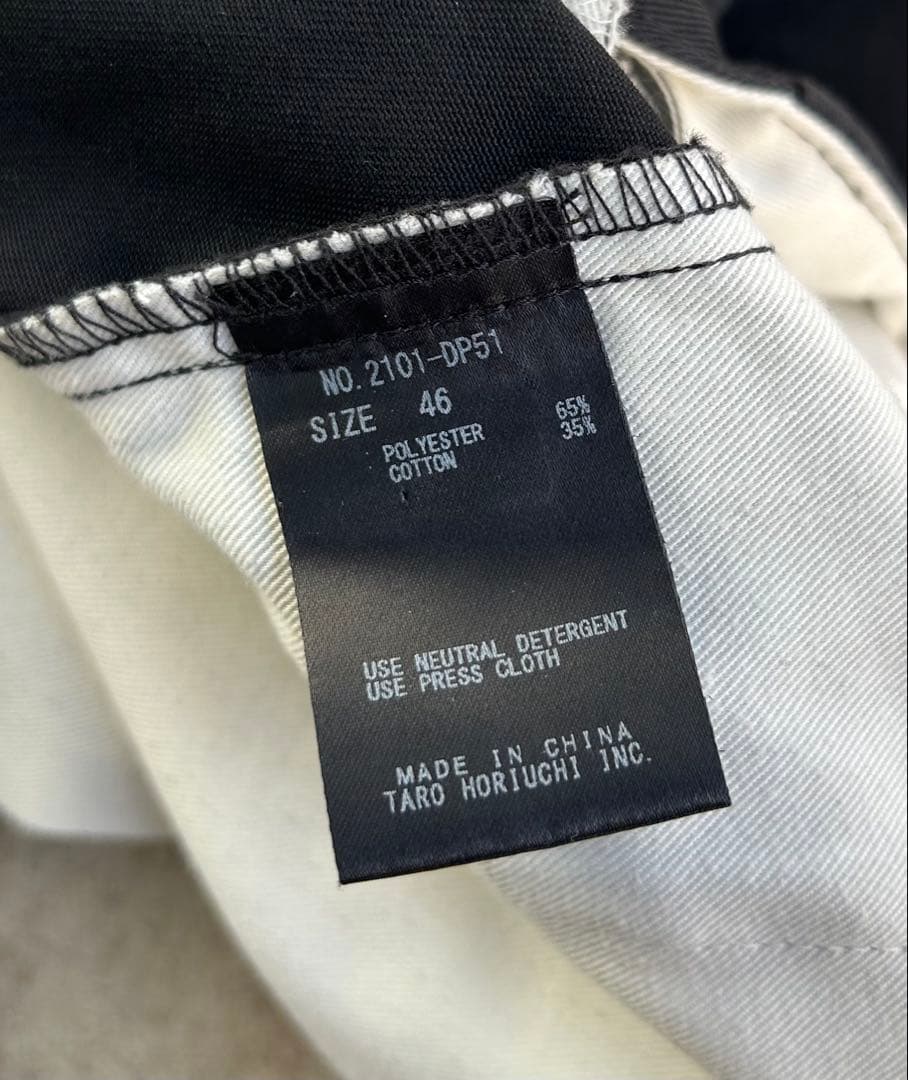 NO.2101-DP51
SIZE 46
POLYESTER 65%
COTTON 35%
USE NEUTRAL DETERGENT
USE PRESS CLOTH
MADE IN CHINA
TARO HORIUCHI INC.